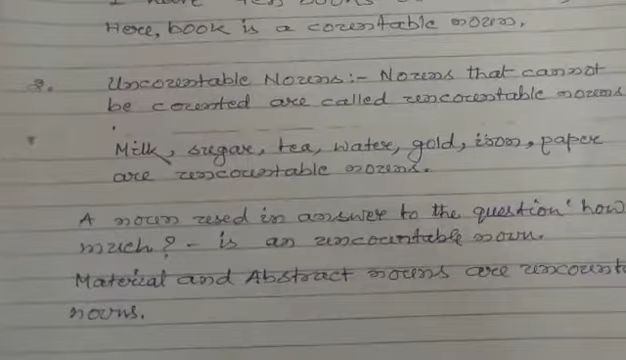 Here, book is a countable noun.
2. Uncountable Nouns:- Nouns that cannot
be counted are called uncountable nouns
Milk, sugar, tea, water, gold, iron, paper
are uncountable nouns.
A noun used in answer to the question 'how
much? - is an uncountable noun.
Material and Abstract nouns are uncount
nouns.